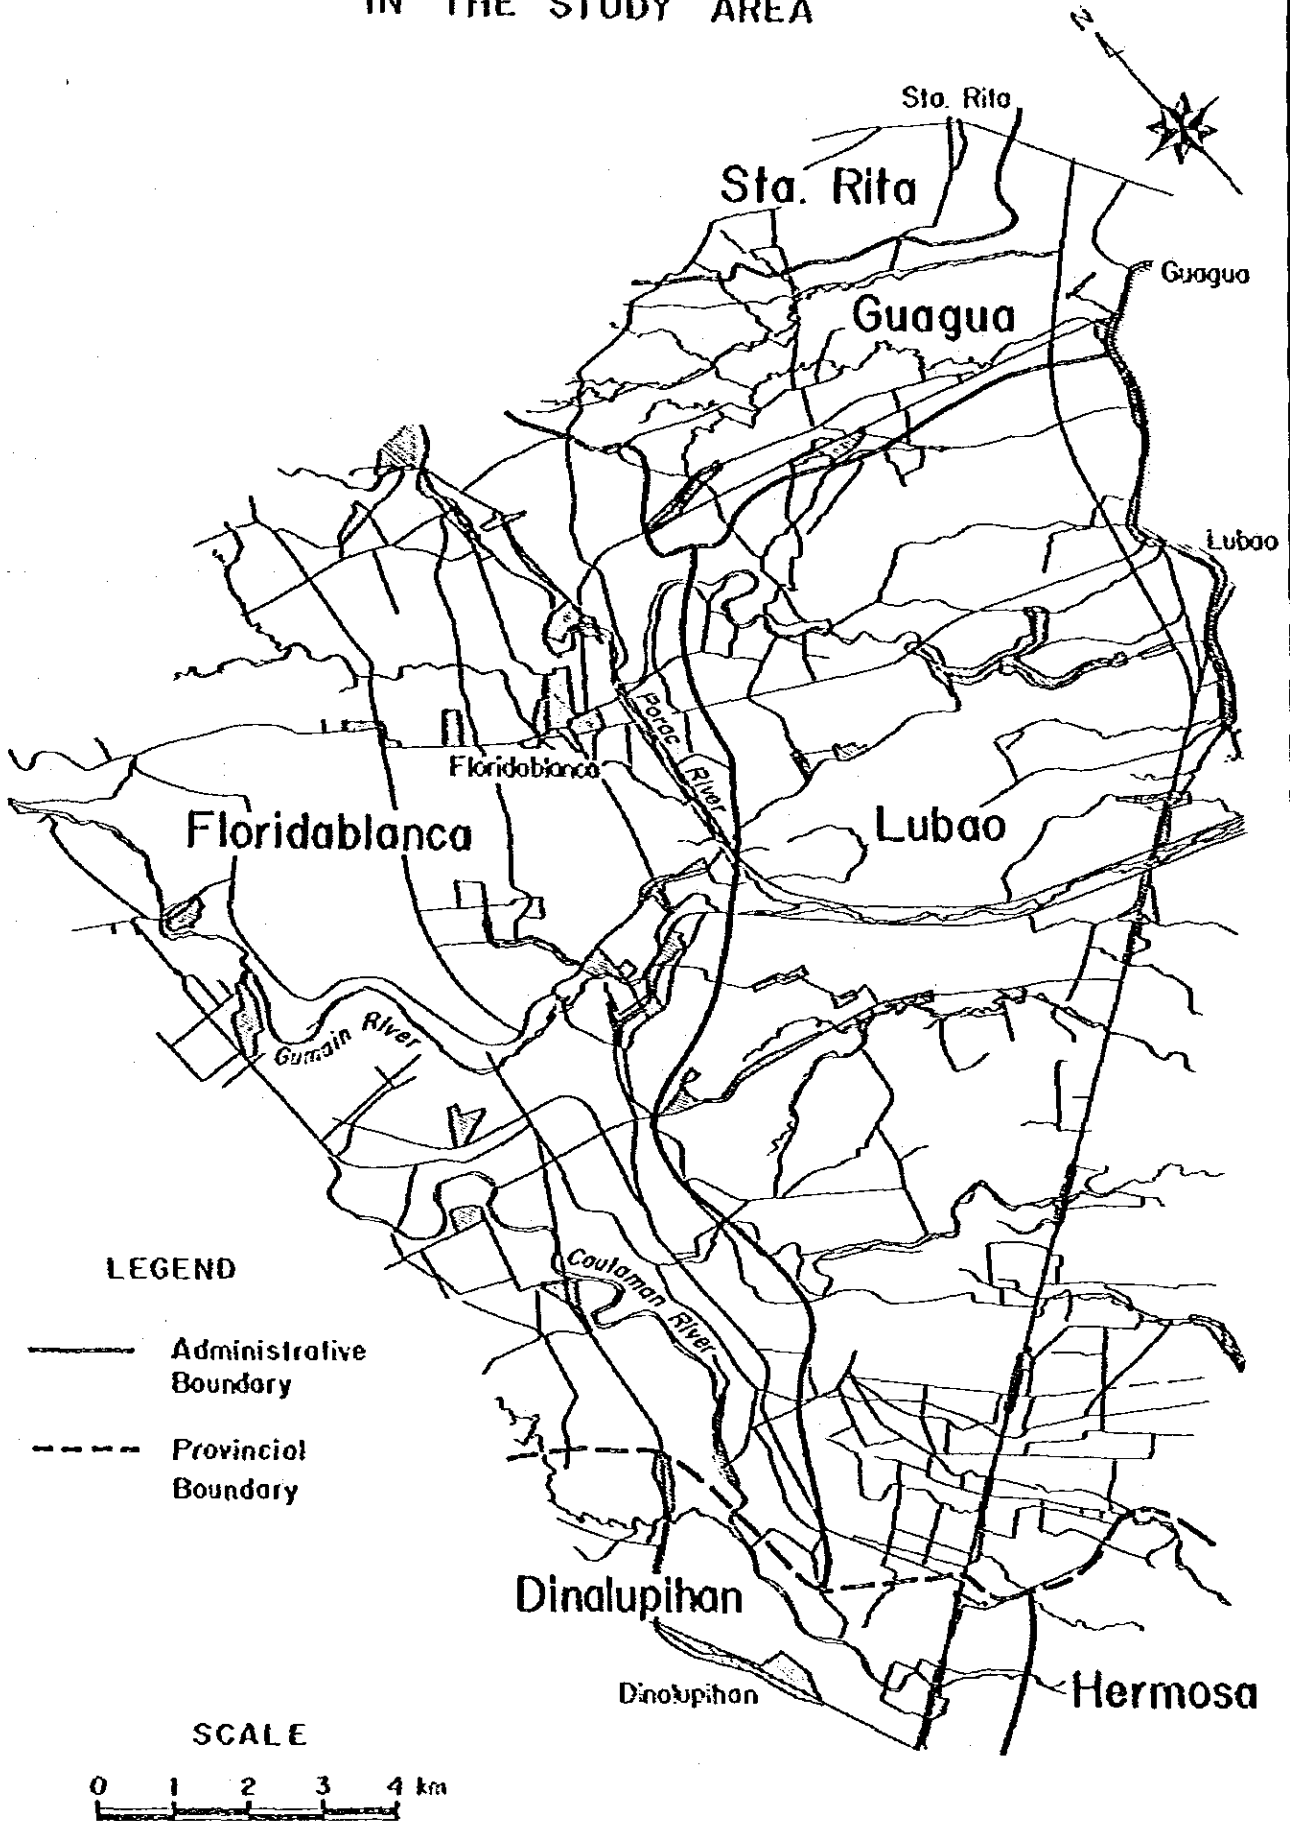 IN THE STUDY AREA
N
Sta. Rita
Sta. Rita
Guagua
Guagua
Lubao
Porac River
Floridablanca
Floridablanca
Lubao
Gumain River
Caulaman River
LEGEND
Administrative
Boundary
Provincial
Boundary
Dinalupihan
Dinalupihan
Hermosa
SCALE
0 1 2 3 4 km